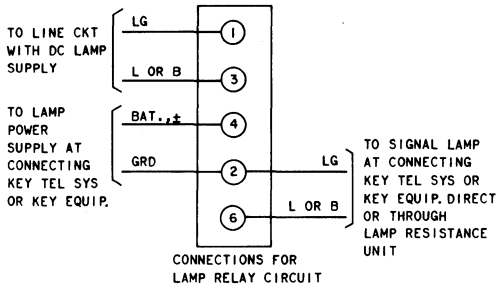 TO LINE CKT
WITH DC LAMP
SUPPLY
LG
1
L OR B
3
TO LAMP
POWER
SUPPLY AT
CONNECTING
KEY TEL SYS
OR KEY EQUIP.
BAT.,±
4
GRD
2
LG
L OR B
6
TO SIGNAL LAMP
AT CONNECTING
KEY TEL SYS OR
KEY EQUIP. DIRECT
OR THROUGH
LAMP RESISTANCE
UNIT
CONNECTIONS FOR
LAMP RELAY CIRCUIT